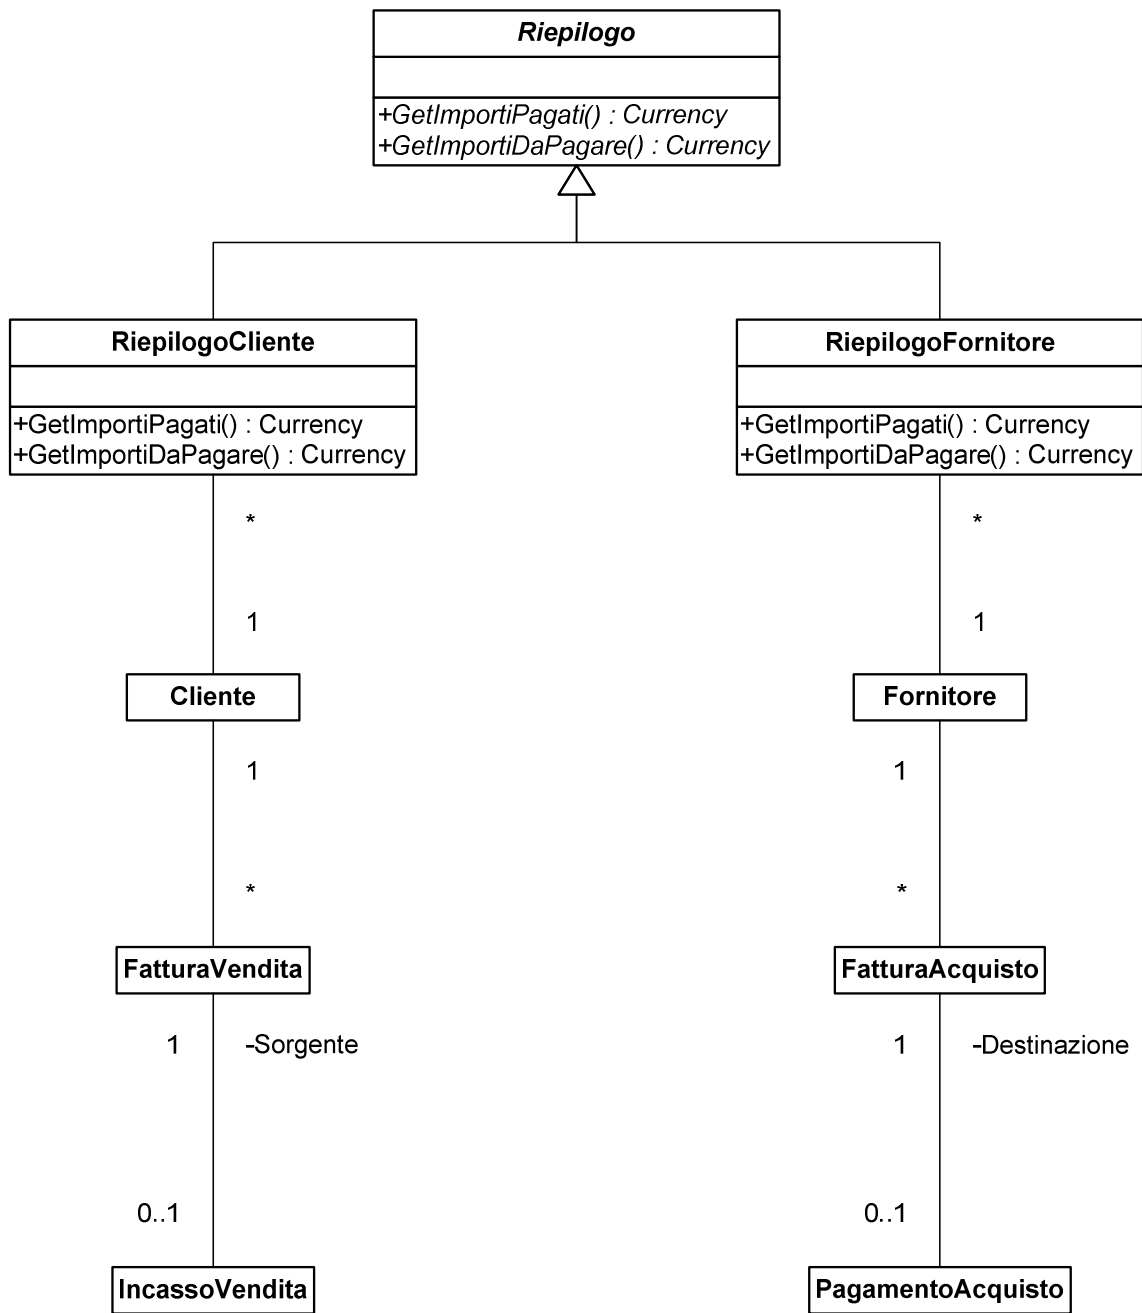 Riepilogo
+GetImportiPagati() : Currency
+GetImportiDaPagare() : Currency
RiepilogoCliente
+GetImportiPagati() : Currency
+GetImportiDaPagare() : Currency
RiepilogoFornitore
+GetImportiPagati() : Currency
+GetImportiDaPagare() : Currency
*
*
1
1
Cliente
Fornitore
1
1
*
*
FatturaVendita
FatturaAcquisto
1
-Sorgente
1
-Destinazione
0..1
0..1
IncassoVendita
PagamentoAcquisto